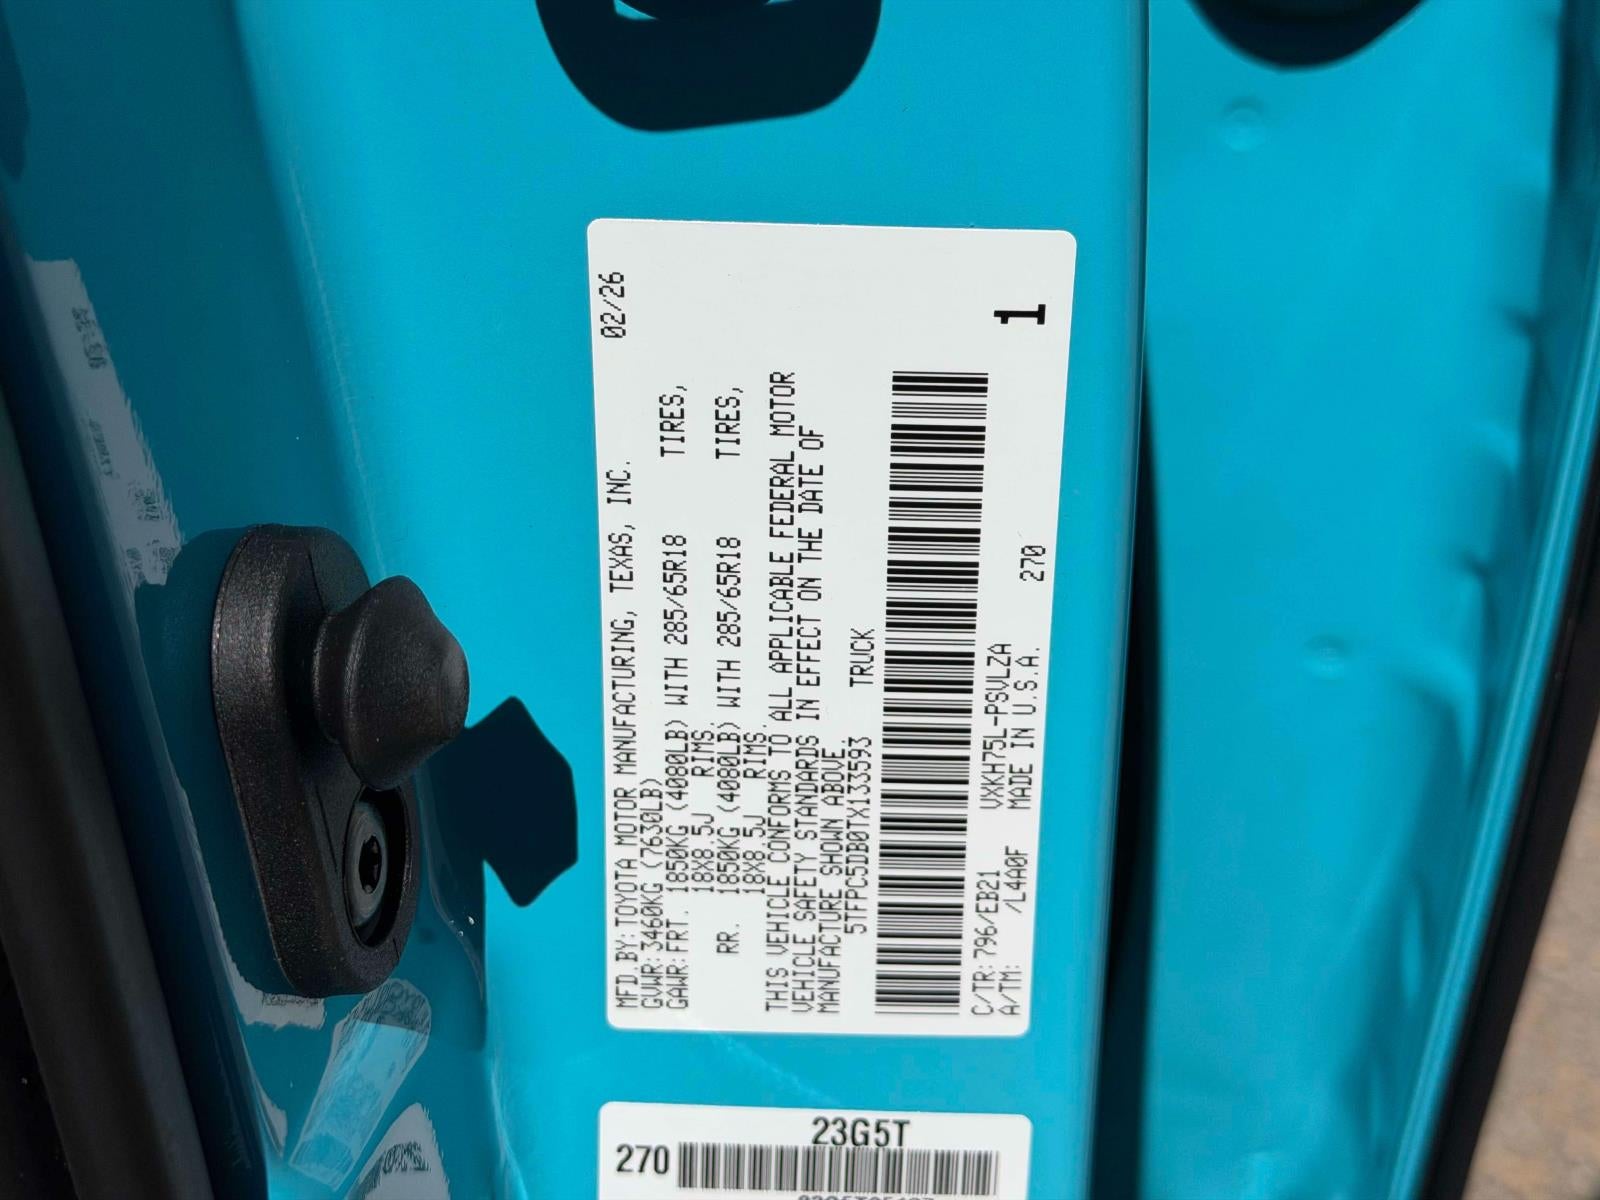 MFD.BY:TOYOTA MOTOR MANUFACTURING, TEXAS, INC. 02/26
GVWR:3460KG (7630LB)
GAWR:FRT. 1850KG (4080LB) WITH 285/65R18 TIRES,
18X8.5J RIMS.
RR. 1850KG (4080LB) WITH 285/65R18 TIRES,
18X8.5J RIMS.
THIS VEHICLE CONFORMS TO ALL APPLICABLE FEDERAL MOTOR
VEHICLE SAFETY STANDARDS IN EFFECT ON THE DATE OF
MANUFACTURE SHOWN ABOVE.
5TFPC5DB0TX133593 TRUCK
1
C/TR:796/EB21 VXKH75L-PSVLZA
A/TM: /L4A0F MADE IN U.S.A. 270
23G5T
270